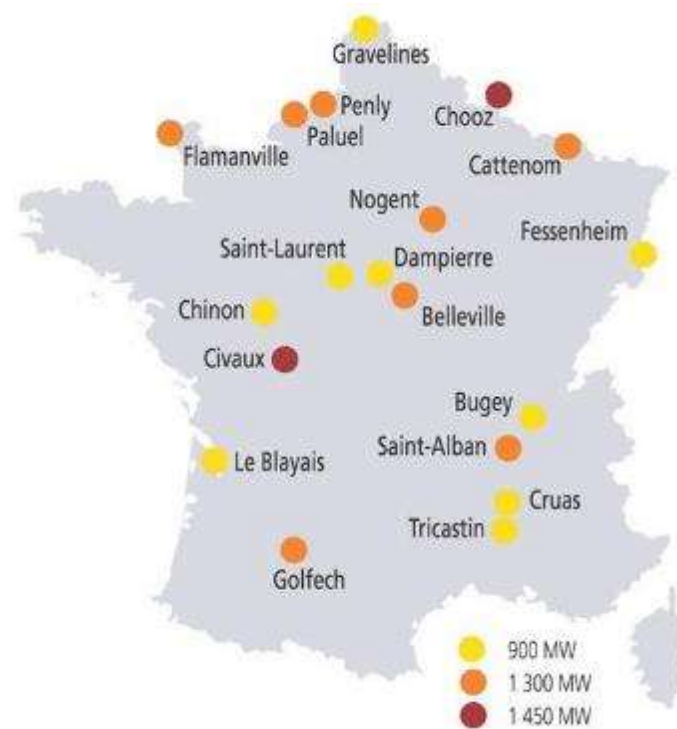 Gravelines
Penly
Chooz
Paluel
Flamanville
Cattenom
Nogent
Fessenheim
Saint-Laurent
Dampierre
Chinon
Belleville
Civaux
Bugey
Saint-Alban
Le Blayais
Cruas
Tricastin
Golfech
900 MW
1 300 MW
1 450 MW